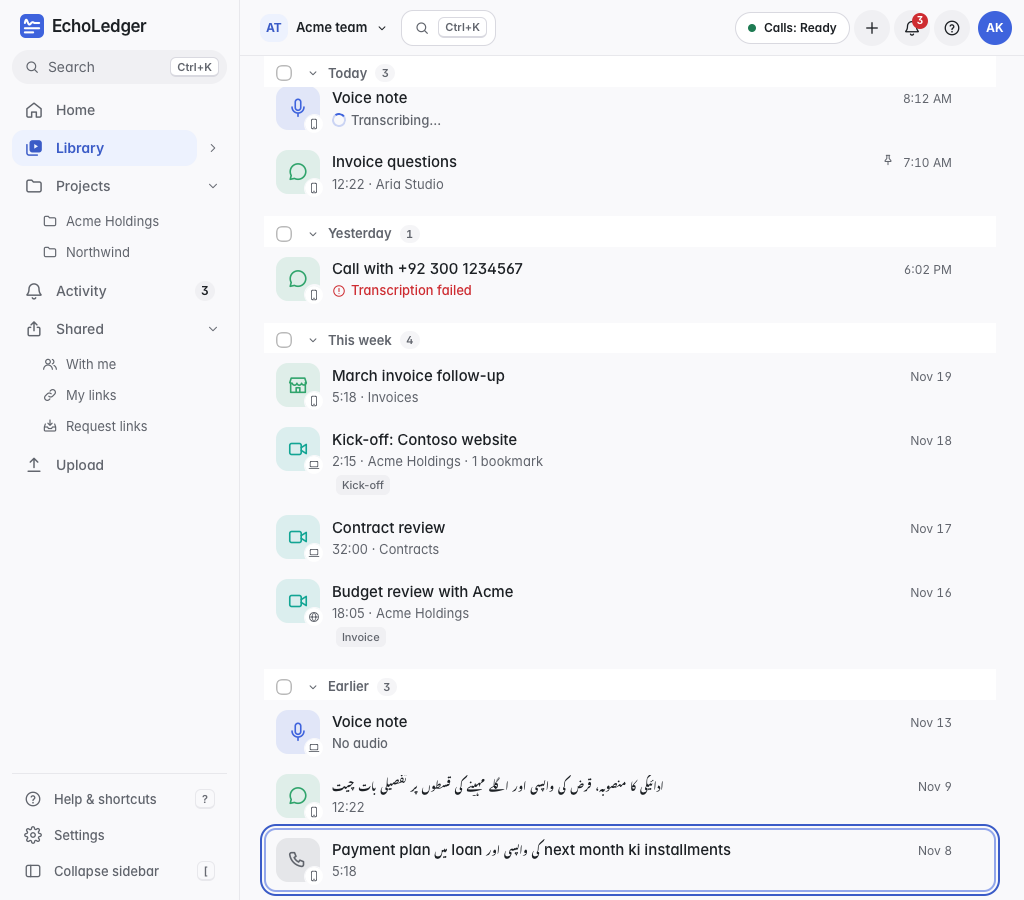 EchoLedger
Search Ctrl+K
Home
Library
Projects
Acme Holdings
Northwind
Activity 3
Shared
With me
My links
Request links
Upload
Help & shortcuts ?
Settings
Collapse sidebar [
AT Acme team Ctrl+K Calls: Ready 3 AK
Today 3
Voice note 8:12 AM
Transcribing...
Invoice questions 7:10 AM
12:22 · Aria Studio
Yesterday 1
Call with +92 300 1234567 6:02 PM
Transcription failed
This week 4
March invoice follow-up Nov 19
5:18 · Invoices
Kick-off: Contoso website Nov 18
2:15 · Acme Holdings · 1 bookmark
Kick-off
Contract review Nov 17
32:00 · Contracts
Budget review with Acme Nov 16
18:05 · Acme Holdings
Invoice
Earlier 3
Voice note Nov 13
No audio
ادائیگی کا منصوبہ، قرض کی واپسی اور اگلے مہینے کی قسطوں پر تفصیلی بات چیت Nov 9
12:22
Payment plan میں loan کی واپسی اور next month ki installments Nov 8
5:18